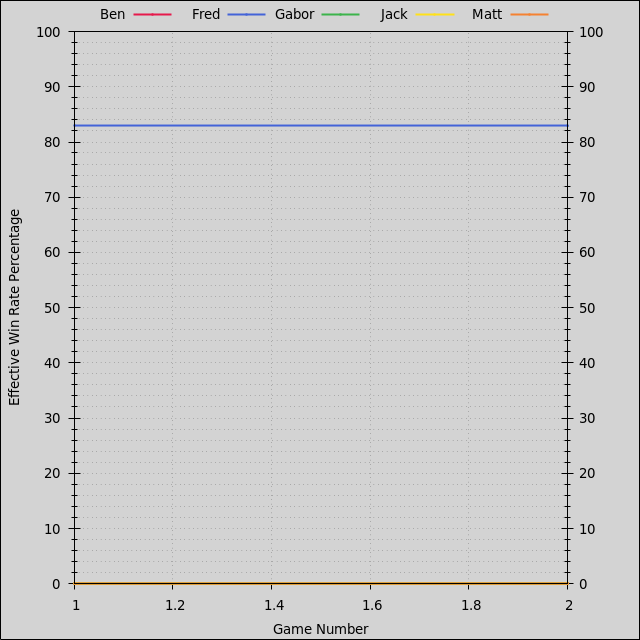 Ben Fred Gabor Jack Matt
100 100
90 90
80 80
70 70
60 60
50 50
40 40
30 30
20 20
10 10
0 0
1 1.2 1.4 1.6 1.8 2
Effective Win Rate Percentage
Game Number